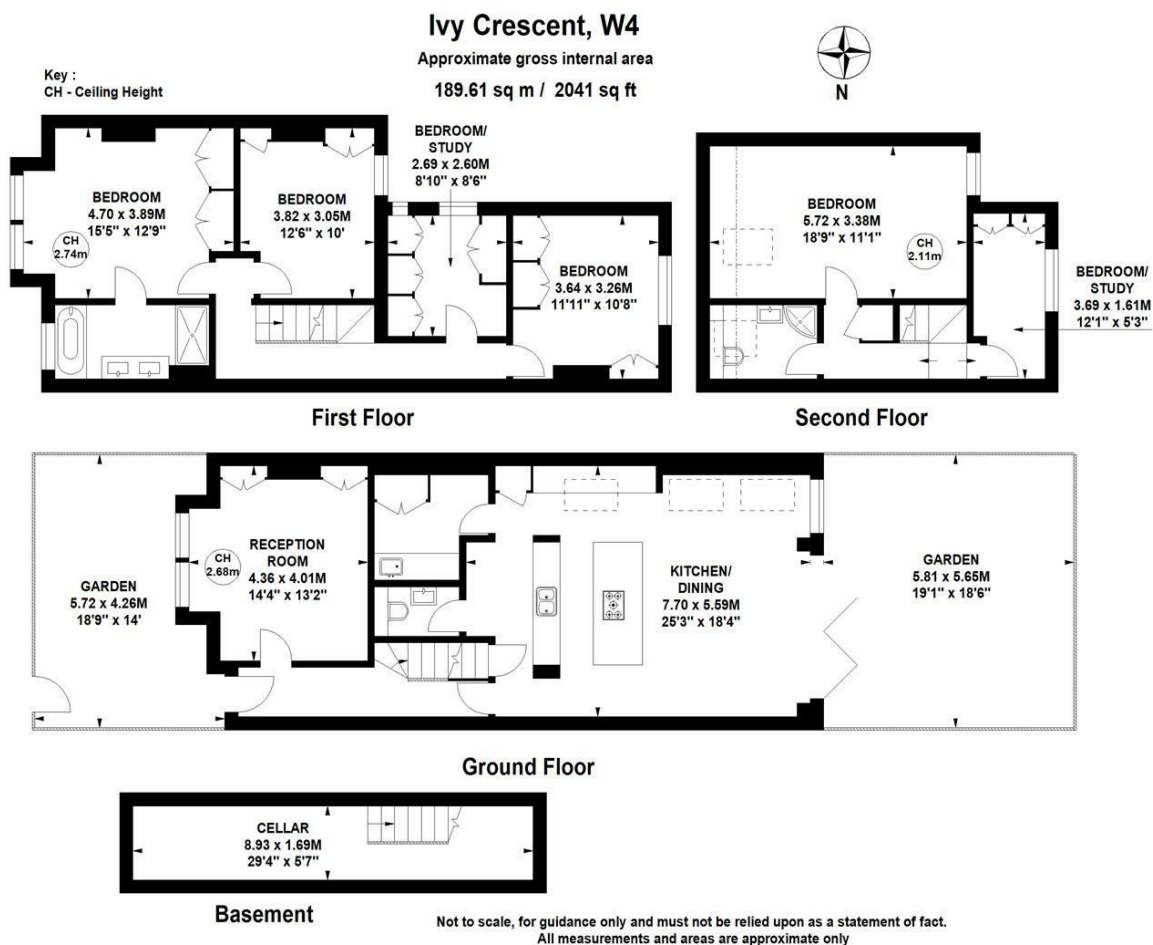 Ivy Crescent, W4
Approximate gross internal area
189.61 sq m / 2041 sq ft
Key :
CH - Ceiling Height
N
BEDROOM
4.70 x 3.89M
15'5" x 12'9"
CH
2.74m
BEDROOM
3.82 x 3.05M
12'6" x 10'
BEDROOM/
STUDY
2.69 x 2.60M
8'10" x 8'6"
BEDROOM
3.64 x 3.26M
11'11" x 10'8"
First Floor
BEDROOM
5.72 x 3.38M
18'9" x 11'1"
CH
2.11m
BEDROOM/
STUDY
3.69 x 1.61M
12'1" x 5'3"
Second Floor
GARDEN
5.72 x 4.26M
18'9" x 14'
CH
2.68m
RECEPTION
ROOM
4.36 x 4.01M
14'4" x 13'2"
KITCHEN/
DINING
7.70 x 5.59M
25'3" x 18'4"
GARDEN
5.81 x 5.65M
19'1" x 18'6"
Ground Floor
CELLAR
8.93 x 1.69M
29'4" x 5'7"
Basement
Not to scale, for guidance only and must not be relied upon as a statement of fact.
All measurements and areas are approximate only